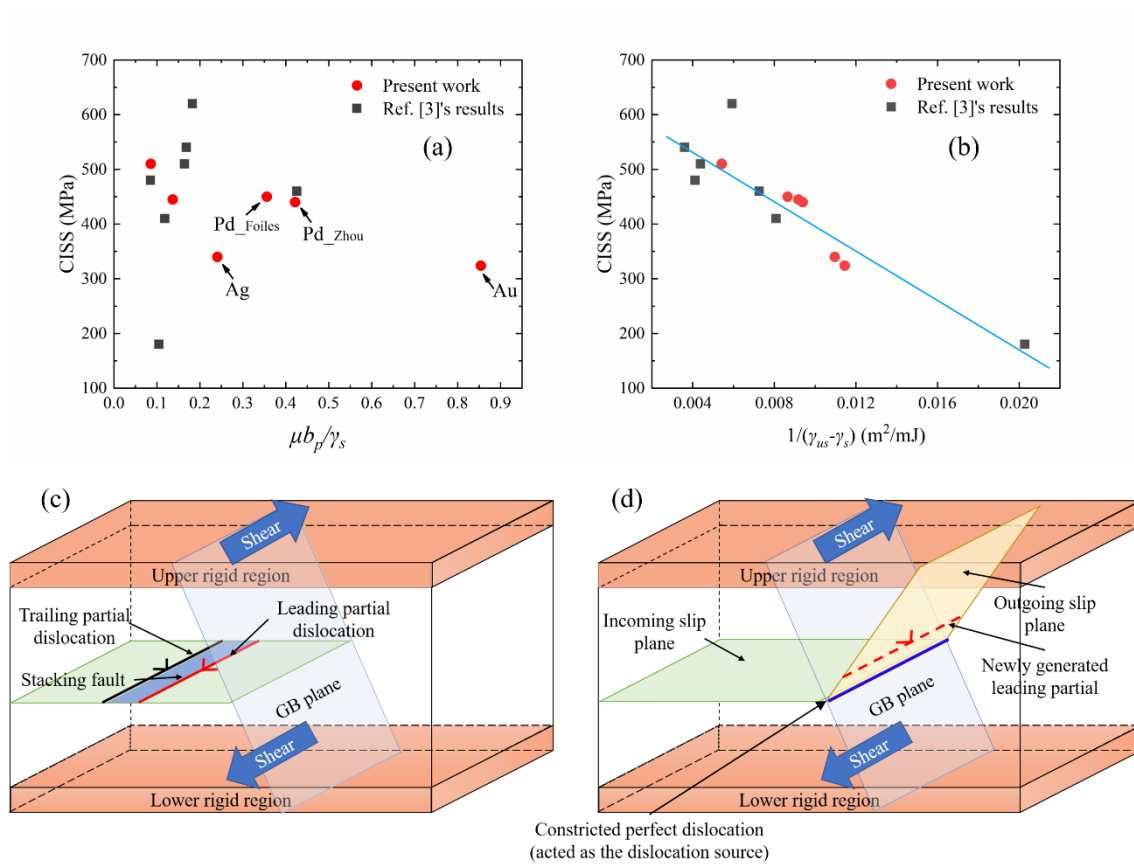 700
600
500
400
300
200
100
CISS (MPa)
Present work
Ref. [3]'s results
(a)
Pd_Foiles
Pd_Zhou
Ag
Au
0.0 0.1 0.2 0.3 0.4 0.5 0.6 0.7 0.8 0.9
μbp/γs
700
600
500
400
300
200
100
CISS (MPa)
Present work
Ref. [3]'s results
(b)
0.004 0.008 0.012 0.016 0.020
1/(γus-γs) (m²/mJ)
(c)
Shear
Upper rigid region
Trailing partial
dislocation
Leading partial
dislocation
Stacking fault
GB plane
Shear
Lower rigid region
(d)
Shear
Upper rigid region
Incoming slip
plane
Outgoing slip
plane
Newly generated
leading partial
GB plane
Shear
Lower rigid region
Constricted perfect dislocation
(acted as the dislocation source)